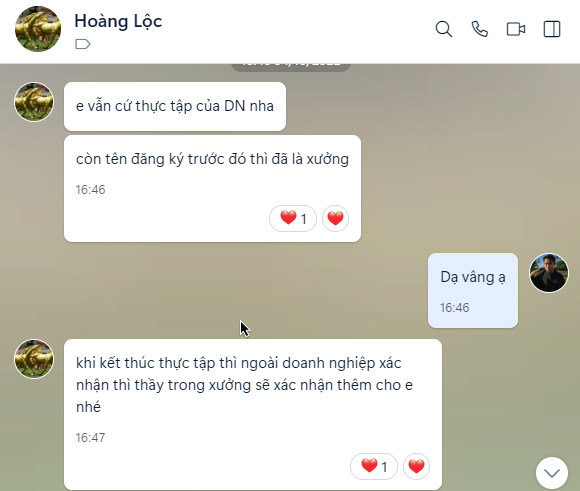 Hoàng Lộc
e vẫn cứ thực tập của DN nha
còn tên đăng ký trước đó thì đã là xưởng
16:46
1
Dạ vâng ạ
16:46
khi kết thúc thực tập thì ngoài doanh nghiệp xác
nhận thì thầy trong xưởng sẽ xác nhận thêm cho e
nhé
16:47
1